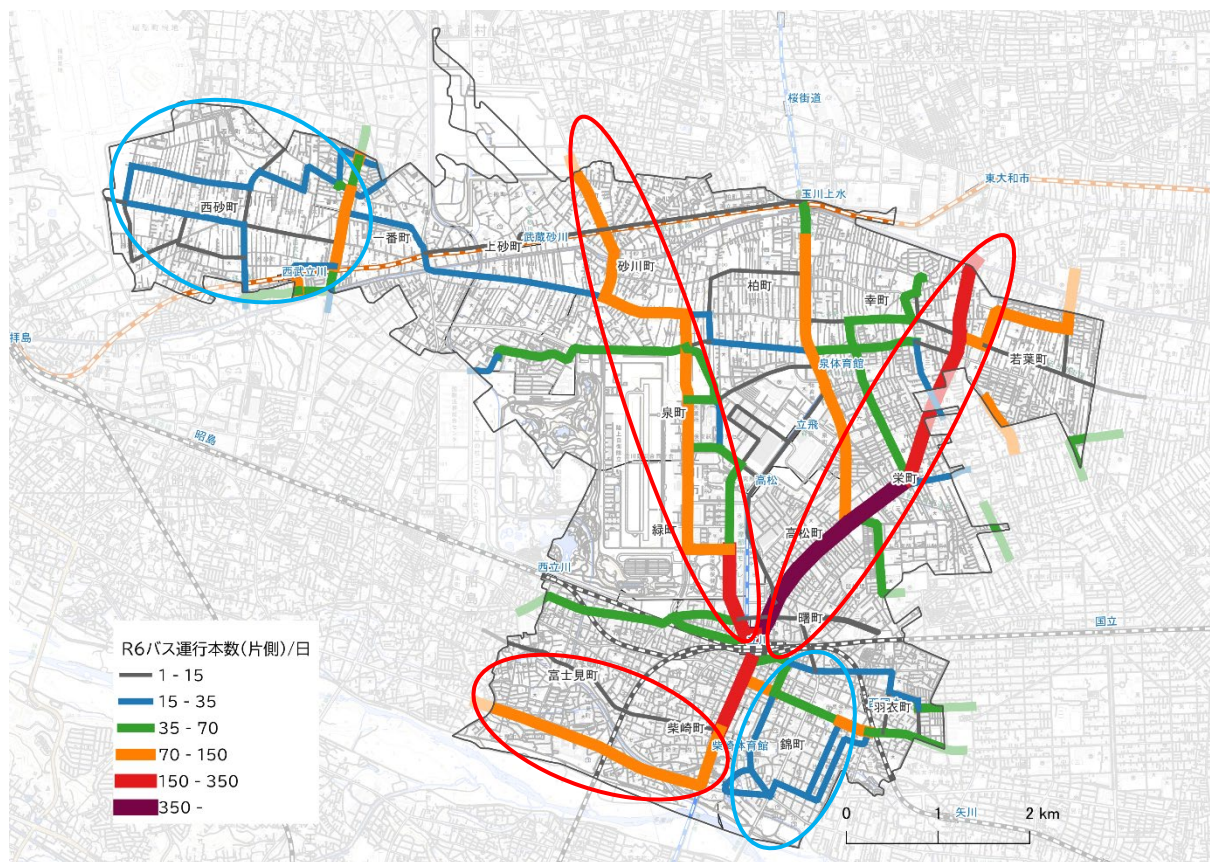 桜街道
玉川上水
東大和市
西砂町
一番町
上砂町
武蔵砂川
砂川町
柏町
幸町
西武立川
拝島
若葉町
泉体育館
泉町
立飛
昭島
高松
栄町
緑町
高松町
西立川
曙町
国立
富士見町
羽衣町
柴崎町
柴崎体育館
錦町
矢川
R6バス運行本数(片側)/日
1 - 15
15 - 35
35 - 70
70 - 150
150 - 350
350 -
0 1 2 km